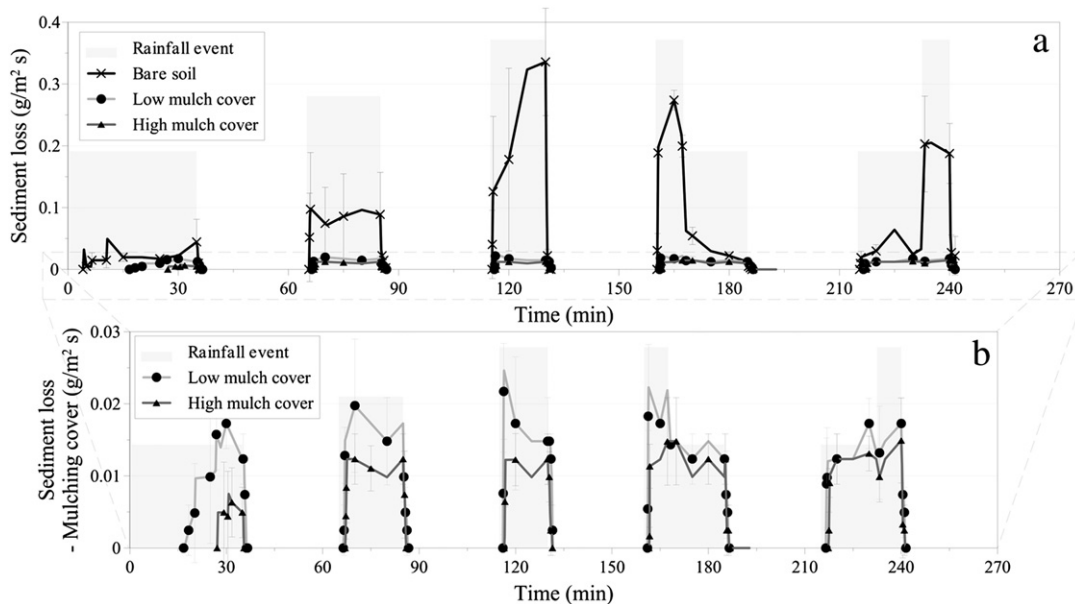 a
0.4
0.3
0.2
0.1
0
Sediment loss (g/m² s)
Rainfall event
Bare soil
Low mulch cover
High mulch cover
0 30 60 90 120 150 180 210 240 270
Time (min)
b
0.03
0.02
0.01
0
Sediment loss
- Mulching cover (g/m² s)
Rainfall event
Low mulch cover
High mulch cover
0 30 60 90 120 150 180 210 240 270
Time (min)